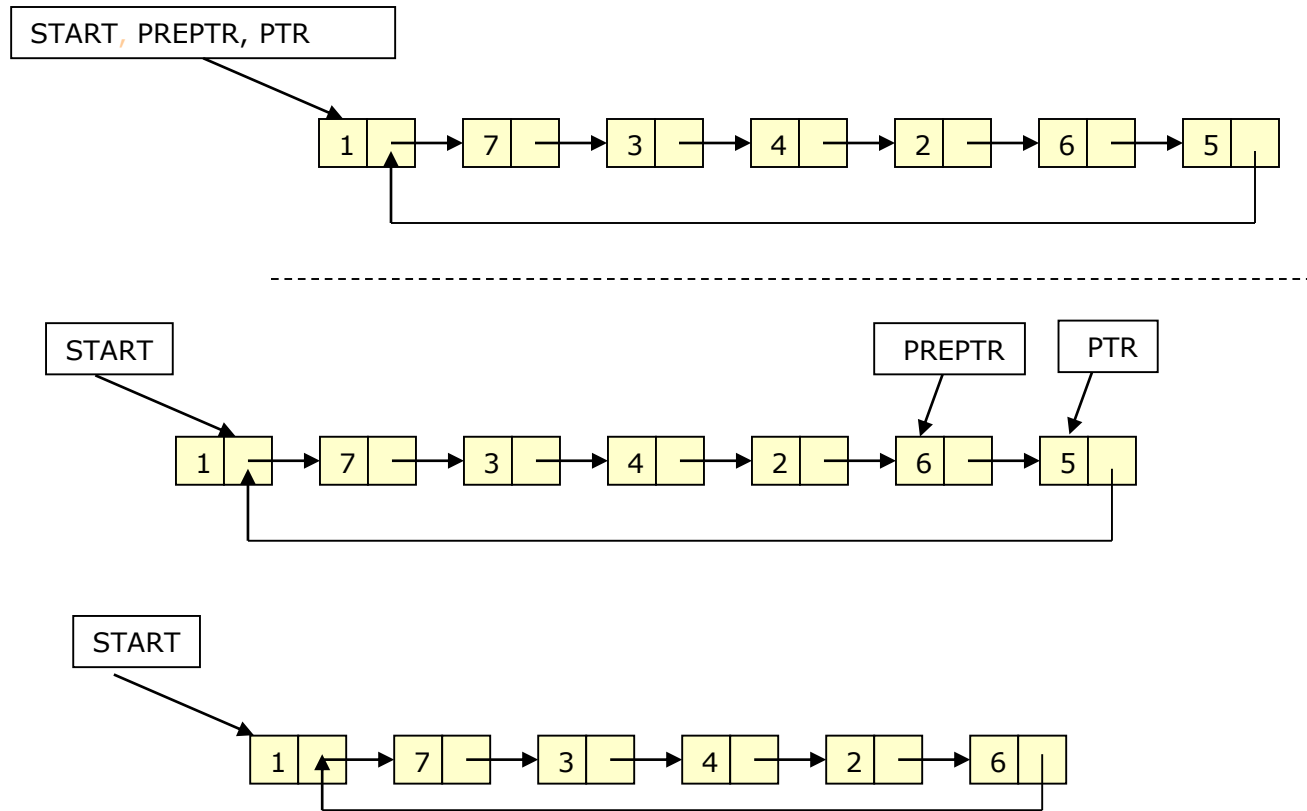 START, PREPTR, PTR
1 7 3 4 2 6 5
START PREPTR PTR
1 7 3 4 2 6 5
START
1 7 3 4 2 6